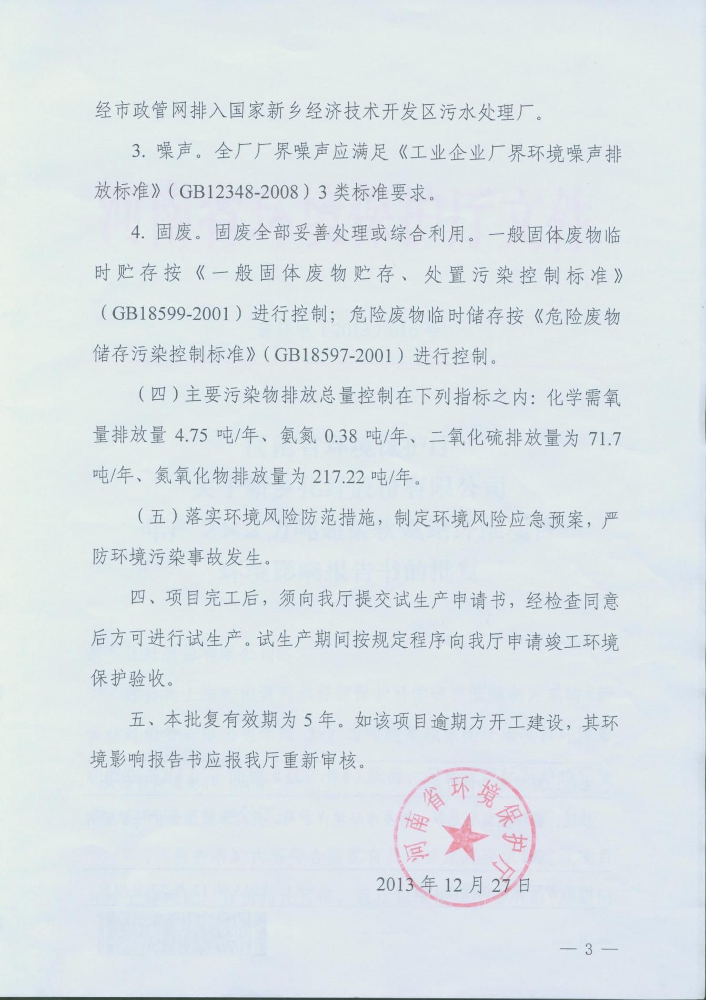 经市政管网排入国家新乡经济技术开发区污水处理厂。
3. 噪声。全厂厂界噪声应满足《工业企业厂界环境噪声排
放标准》（GB12348-2008）3 类标准要求。
4. 固废。固废全部妥善处理或综合利用。一般固体废物临
时贮存按《一般固体废物贮存、处置污染控制标准》
（GB18599-2001）进行控制；危险废物临时储存按《危险废物
储存污染控制标准》（GB18597-2001）进行控制。
（四）主要污染物排放总量控制在下列指标之内：化学需氧
量排放量 4.75 吨/年、氨氮 0.38 吨/年、二氧化硫排放量为 71.7
吨/年、氮氧化物排放量为 217.22 吨/年。
（五）落实环境风险防范措施，制定环境风险应急预案，严
防环境污染事故发生。
四、项目完工后，须向我厅提交试生产申请书，经检查同意
后方可进行试生产。试生产期间按规定程序向我厅申请竣工环境
保护验收。
五、本批复有效期为 5 年。如该项目逾期方开工建设，其环
境影响报告书应报我厅重新审核。
河南省环境保护厅
2013 年 12 月 27 日
— 3 —